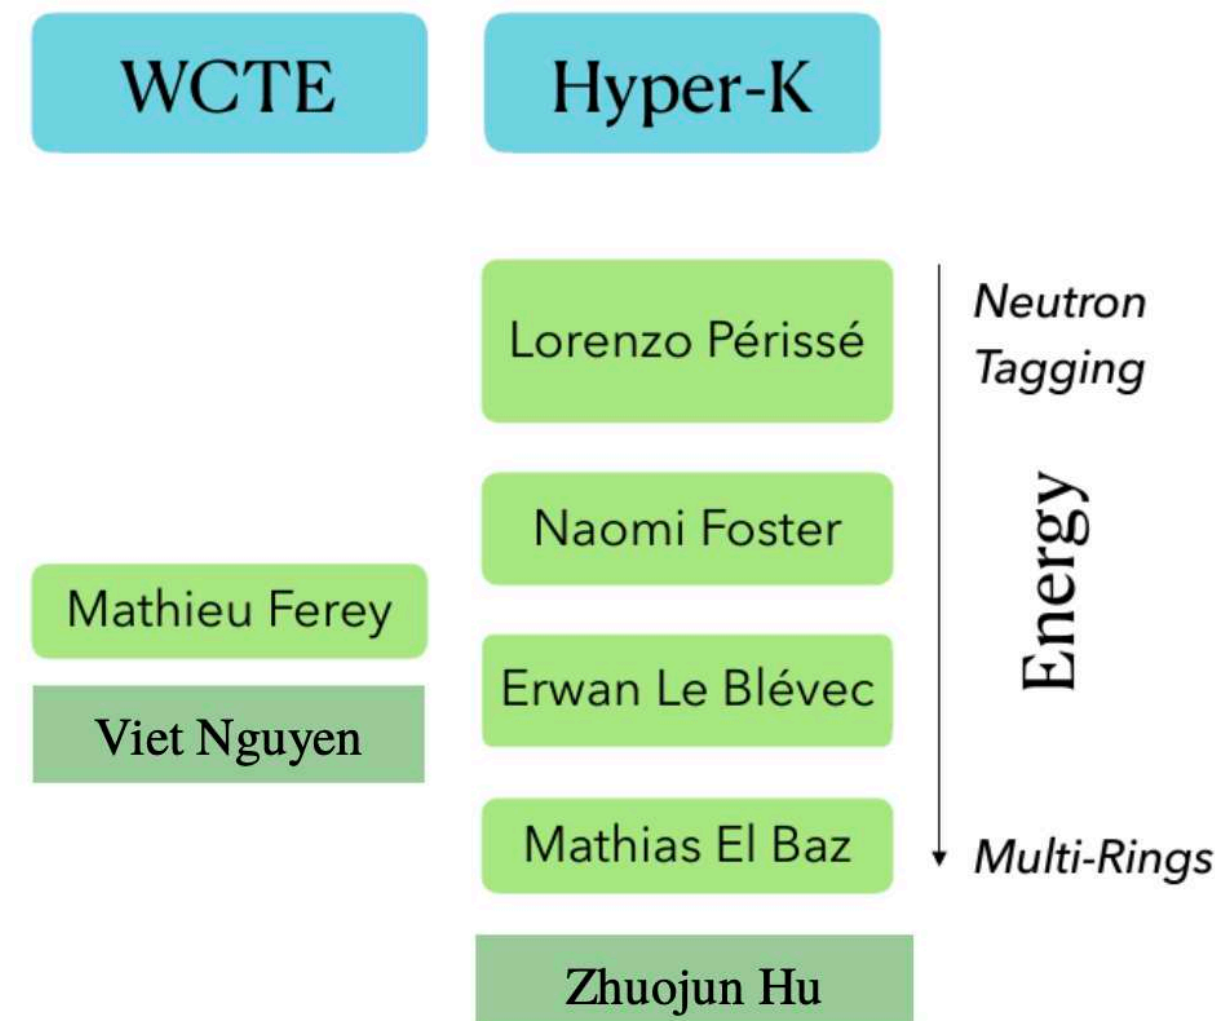 WCTE
Hyper-K
Lorenzo Périssé
Neutron
Tagging
Naomi Foster
Energy
Mathieu Ferey
Erwan Le Blévec
Viet Nguyen
Mathias El Baz
Multi-Rings
Zhuojun Hu